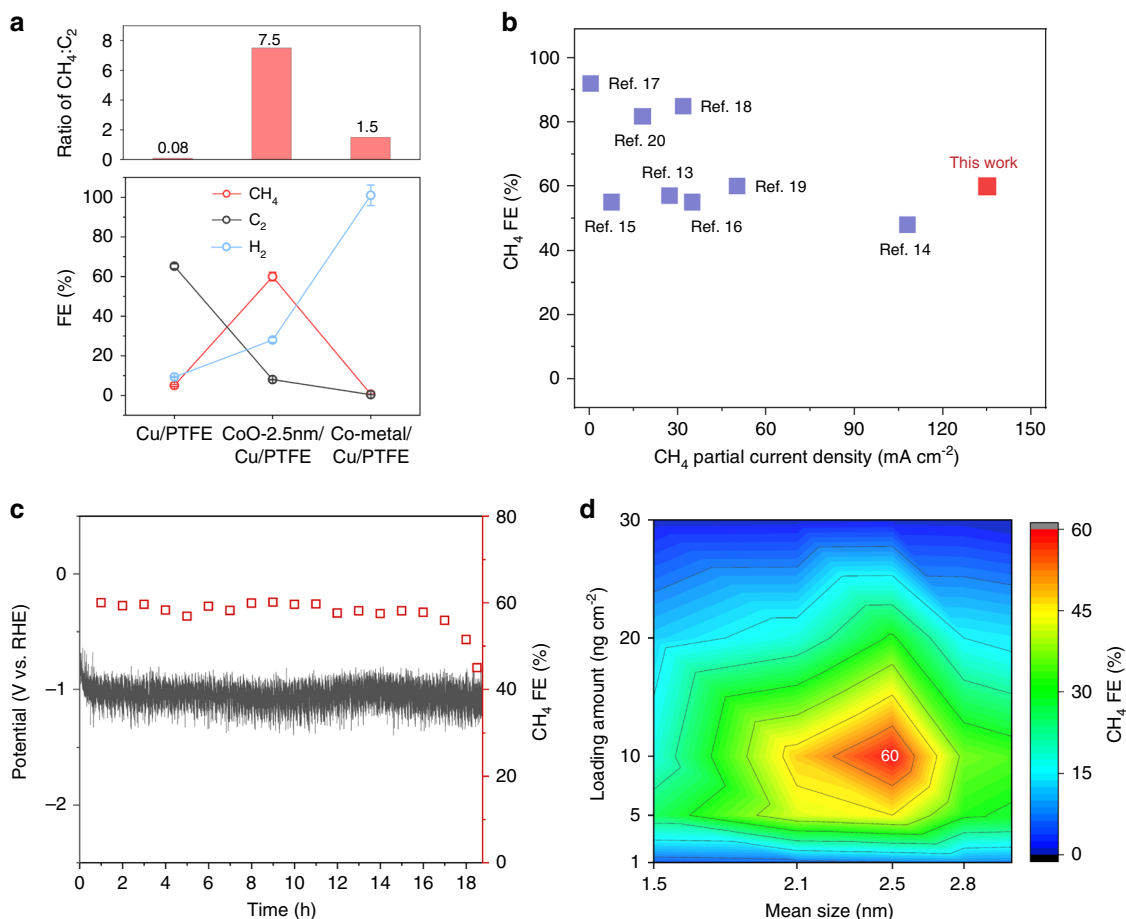 a
Ratio of CH₄:C₂
8
6
4
2
0
0.08
7.5
1.5
FE (%)
100
80
60
40
20
0
CH₄
C₂
H₂
Cu/PTFE
CoO-2.5nm/
Cu/PTFE
Co-metal/
Cu/PTFE
b
CH₄ FE (%)
100
80
60
40
20
0
Ref. 17
Ref. 18
Ref. 20
Ref. 13
Ref. 19
Ref. 15
Ref. 16
Ref. 14
This work
0
30
60
90
120
150
CH₄ partial current density (mA cm⁻²)
c
Potential (V vs. RHE)
0
−1
−2
80
60
40
20
0
CH₄ FE (%)
0
2
4
6
8
10
12
14
16
18
Time (h)
d
Loading amount (ng cm⁻²)
30
20
10
5
1
60
1.5
2.1
2.5
2.8
Mean size (nm)
60
45
30
15
0
CH₄ FE (%)